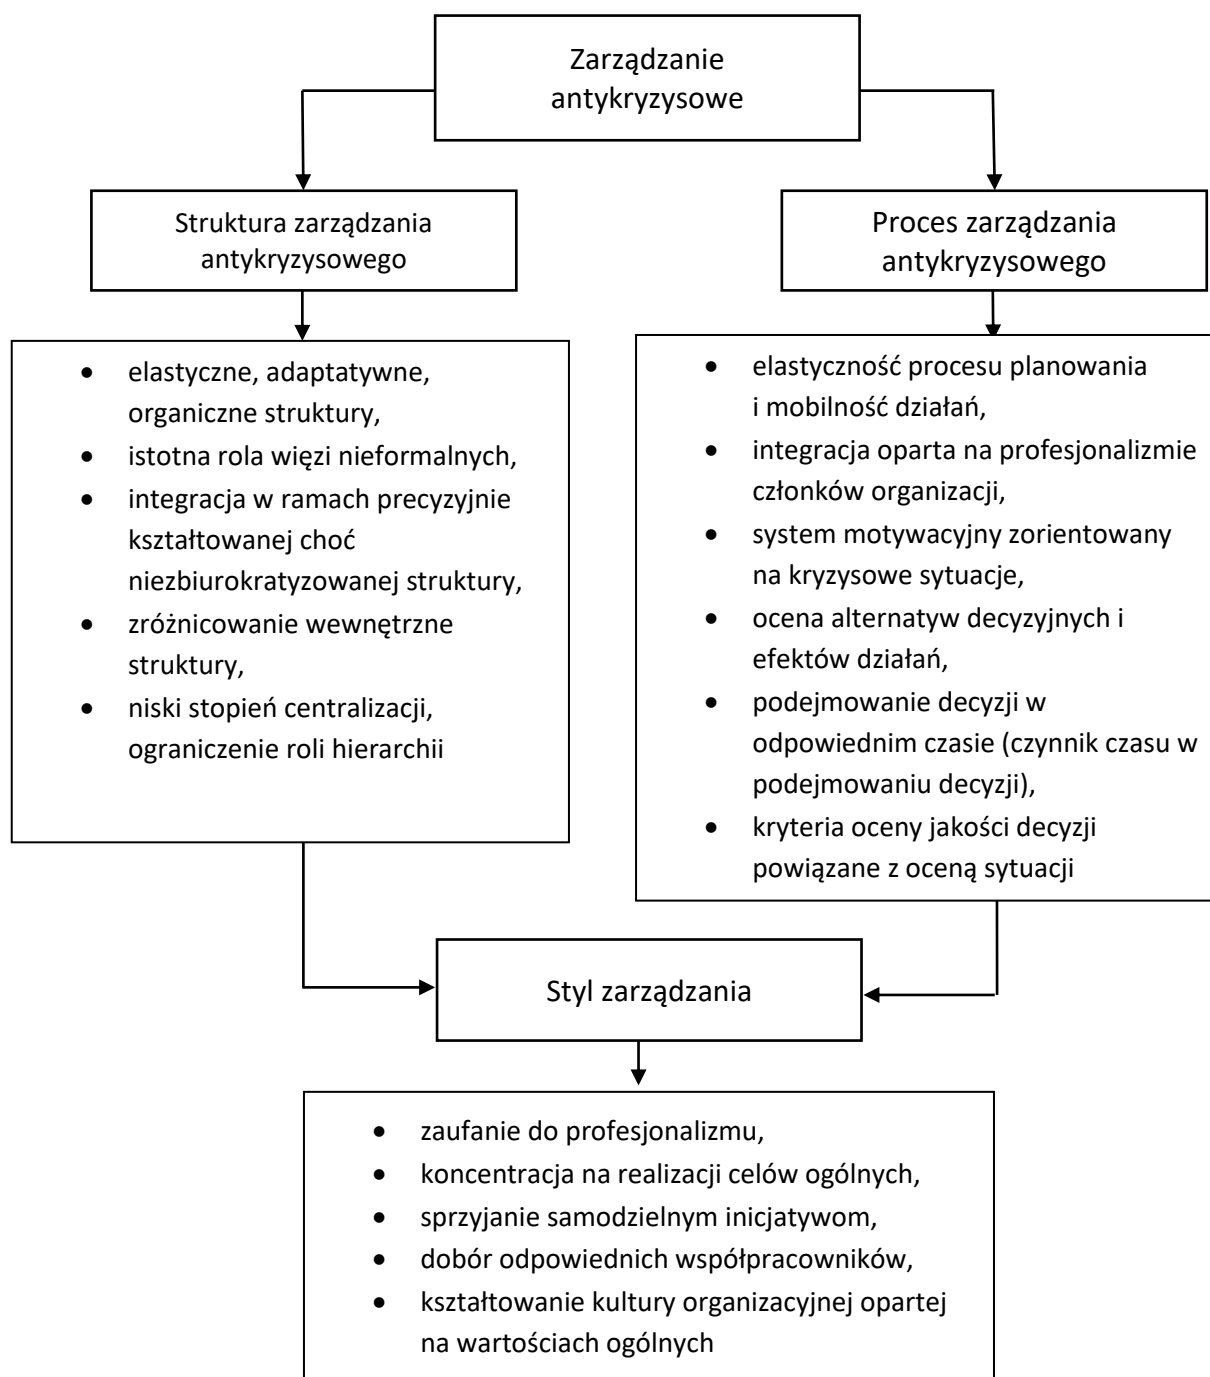 Zarządzanie
antykryzysowe
Struktura zarządzania
antykryzysowego
Proces zarządzania
antykryzysowego
• elastyczne, adaptatywne,
organiczne struktury,
• istotna rola więzi nieformalnych,
• integracja w ramach precyzyjnie
kształtowanej choć
niezbiurokratyzowanej struktury,
• zróżnicowanie wewnętrzne
struktury,
• niski stopień centralizacji,
ograniczenie roli hierarchii
• elastyczność procesu planowania
i mobilność działań,
• integracja oparta na profesjonalizmie
członków organizacji,
• system motywacyjny zorientowany
na kryzysowe sytuacje,
• ocena alternatyw decyzyjnych i
efektów działań,
• podejmowanie decyzji w
odpowiednim czasie (czynnik czasu w
podejmowaniu decyzji),
• kryteria oceny jakości decyzji
powiązane z oceną sytuacji
Styl zarządzania
• zaufanie do profesjonalizmu,
• koncentracja na realizacji celów ogólnych,
• sprzyjanie samodzielnym inicjatywom,
• dobór odpowiednich współpracowników,
• kształtowanie kultury organizacyjnej opartej
na wartościach ogólnych